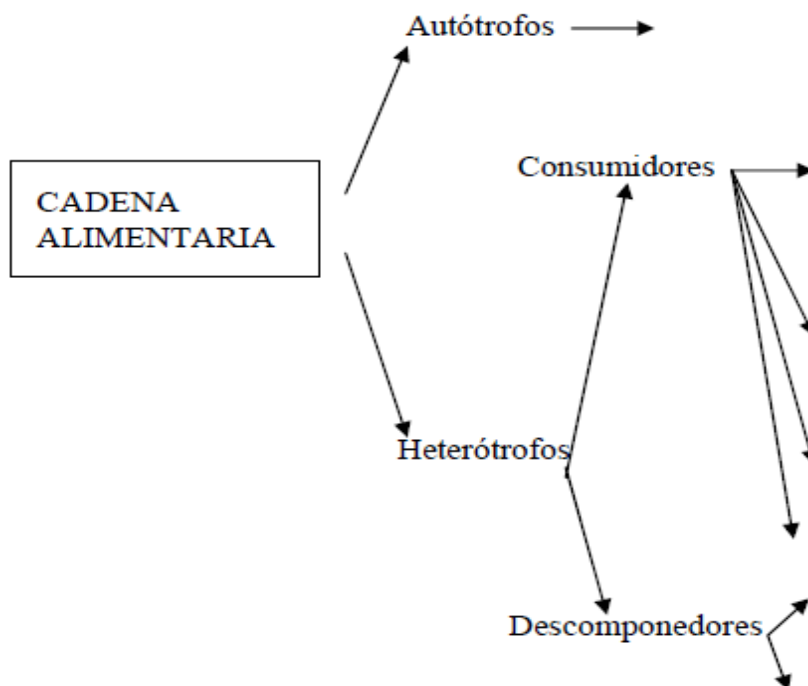 Autótrofos
Consumidores
CADENA
ALIMENTARIA
Heterótrofos
Descomponedores